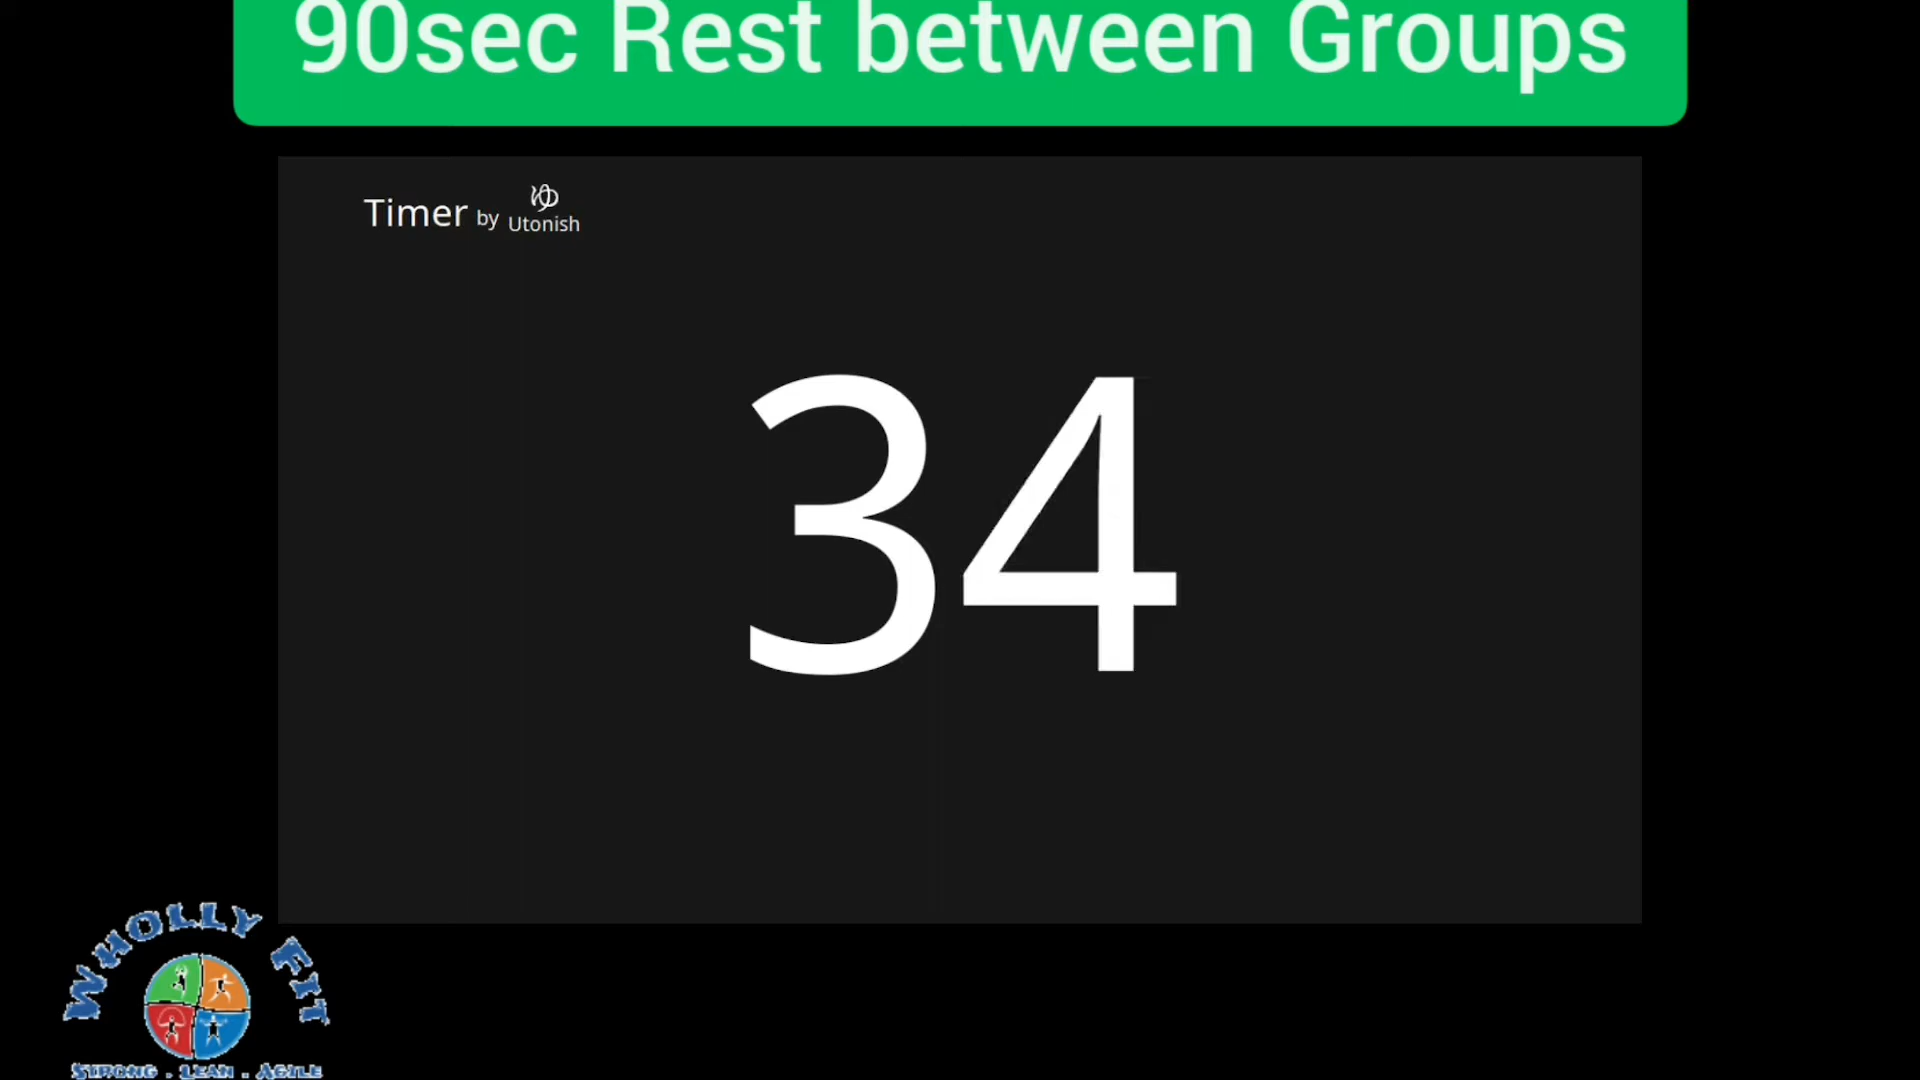 90sec Rest between Groups
Timer by Utonish
34
WHOLLY FIT
STRONG . LEAN . AGILE